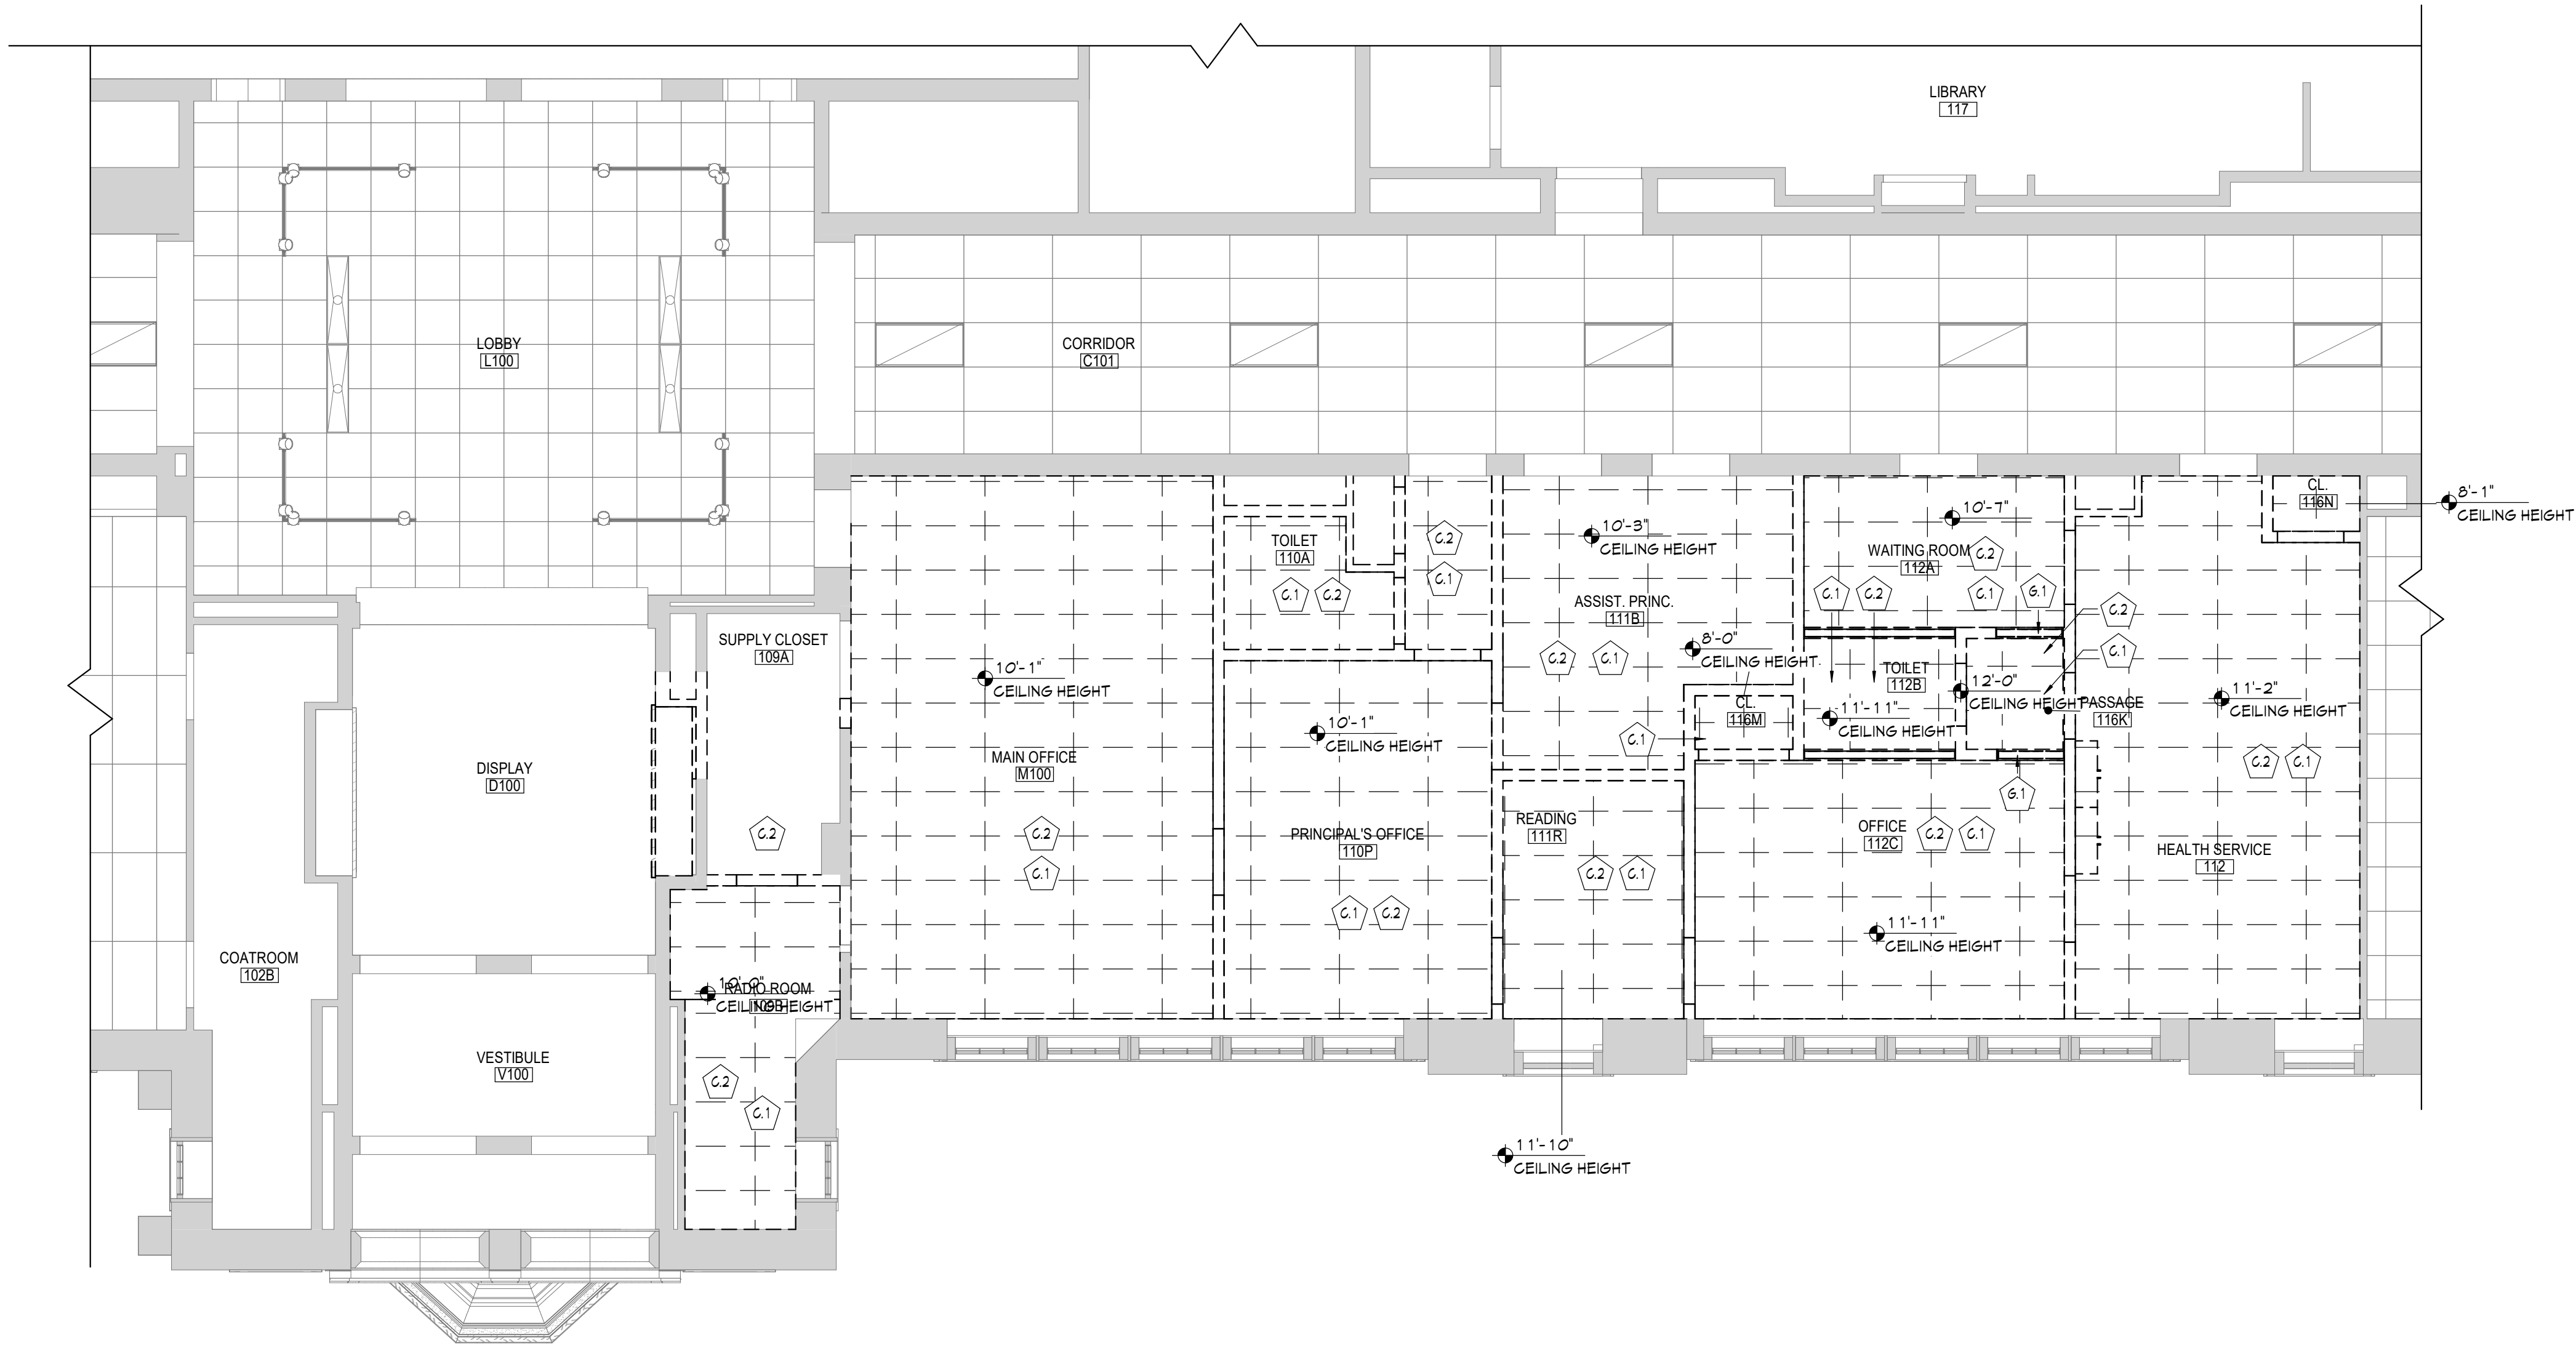 LIBRARY
117
LOBBY
L100
CORRIDOR
C101
CL.
116N
8'-1"
CEILING HEIGHT
10'-3"
CEILING HEIGHT
10'-7"
WAITING ROOM
112A
C.2
C.1
C.2
C.1
G.1
TOILET
110A
C.1
C.2
C.2
C.1
ASSIST. PRINC.
111B
C.2
C.1
8'-0"
CEILING HEIGHT
C.2
C.1
SUPPLY CLOSET
109A
10'-1"
CEILING HEIGHT
TOILET
112B
12'-0"
CEILING HEIGHT
PASSAGE
116K
11'-2"
CEILING HEIGHT
CL.
116M
C.1
11'-11"
CEILING HEIGHT
10'-1"
CEILING HEIGHT
MAIN OFFICE
M100
C.2
C.1
DISPLAY
D100
C.2
PRINCIPAL'S OFFICE
110P
C.1
C.2
READING
111R
C.2
C.1
OFFICE
112C
C.2
C.1
G.1
C.2
C.1
HEALTH SERVICE
112
11'-11"
CEILING HEIGHT
COATROOM
102B
10'-0"
CEILING HEIGHT
RADIO ROOM
109B
C.2
C.1
VESTIBULE
V100
11'-10"
CEILING HEIGHT